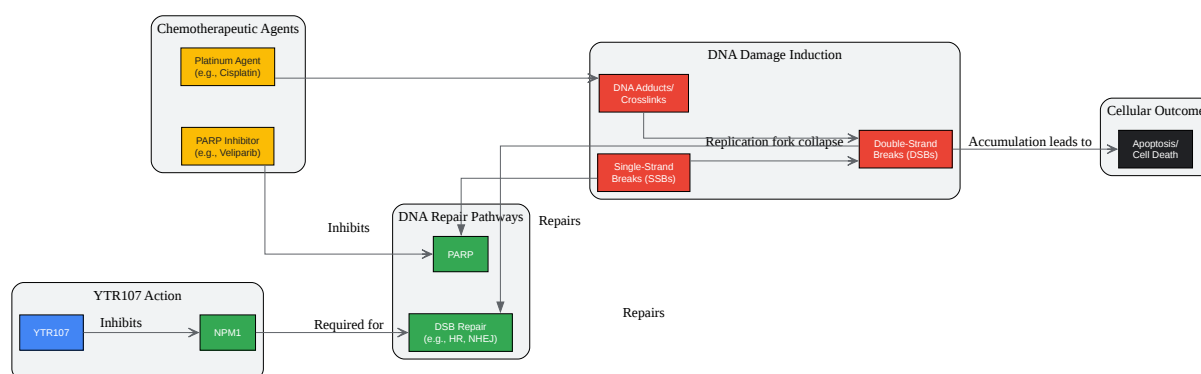 Chemotherapeutic Agents
Platinum Agent
(e.g., Cisplatin)
PARP Inhibitor
(e.g., Veliparib)
DNA Damage Induction
DNA Adducts/
Crosslinks
Replication fork collapse
Single-Strand
Breaks (SSBs)
Double-Strand
Breaks (DSBs)
Accumulation leads to
Cellular Outcome
Apoptosis/
Cell Death
DNA Repair Pathways
Repairs
Inhibits
PARP
YTR107 Action
YTR107
Inhibits
NPM1
Required for
DSB Repair
(e.g., HR, NHEJ)
Repairs